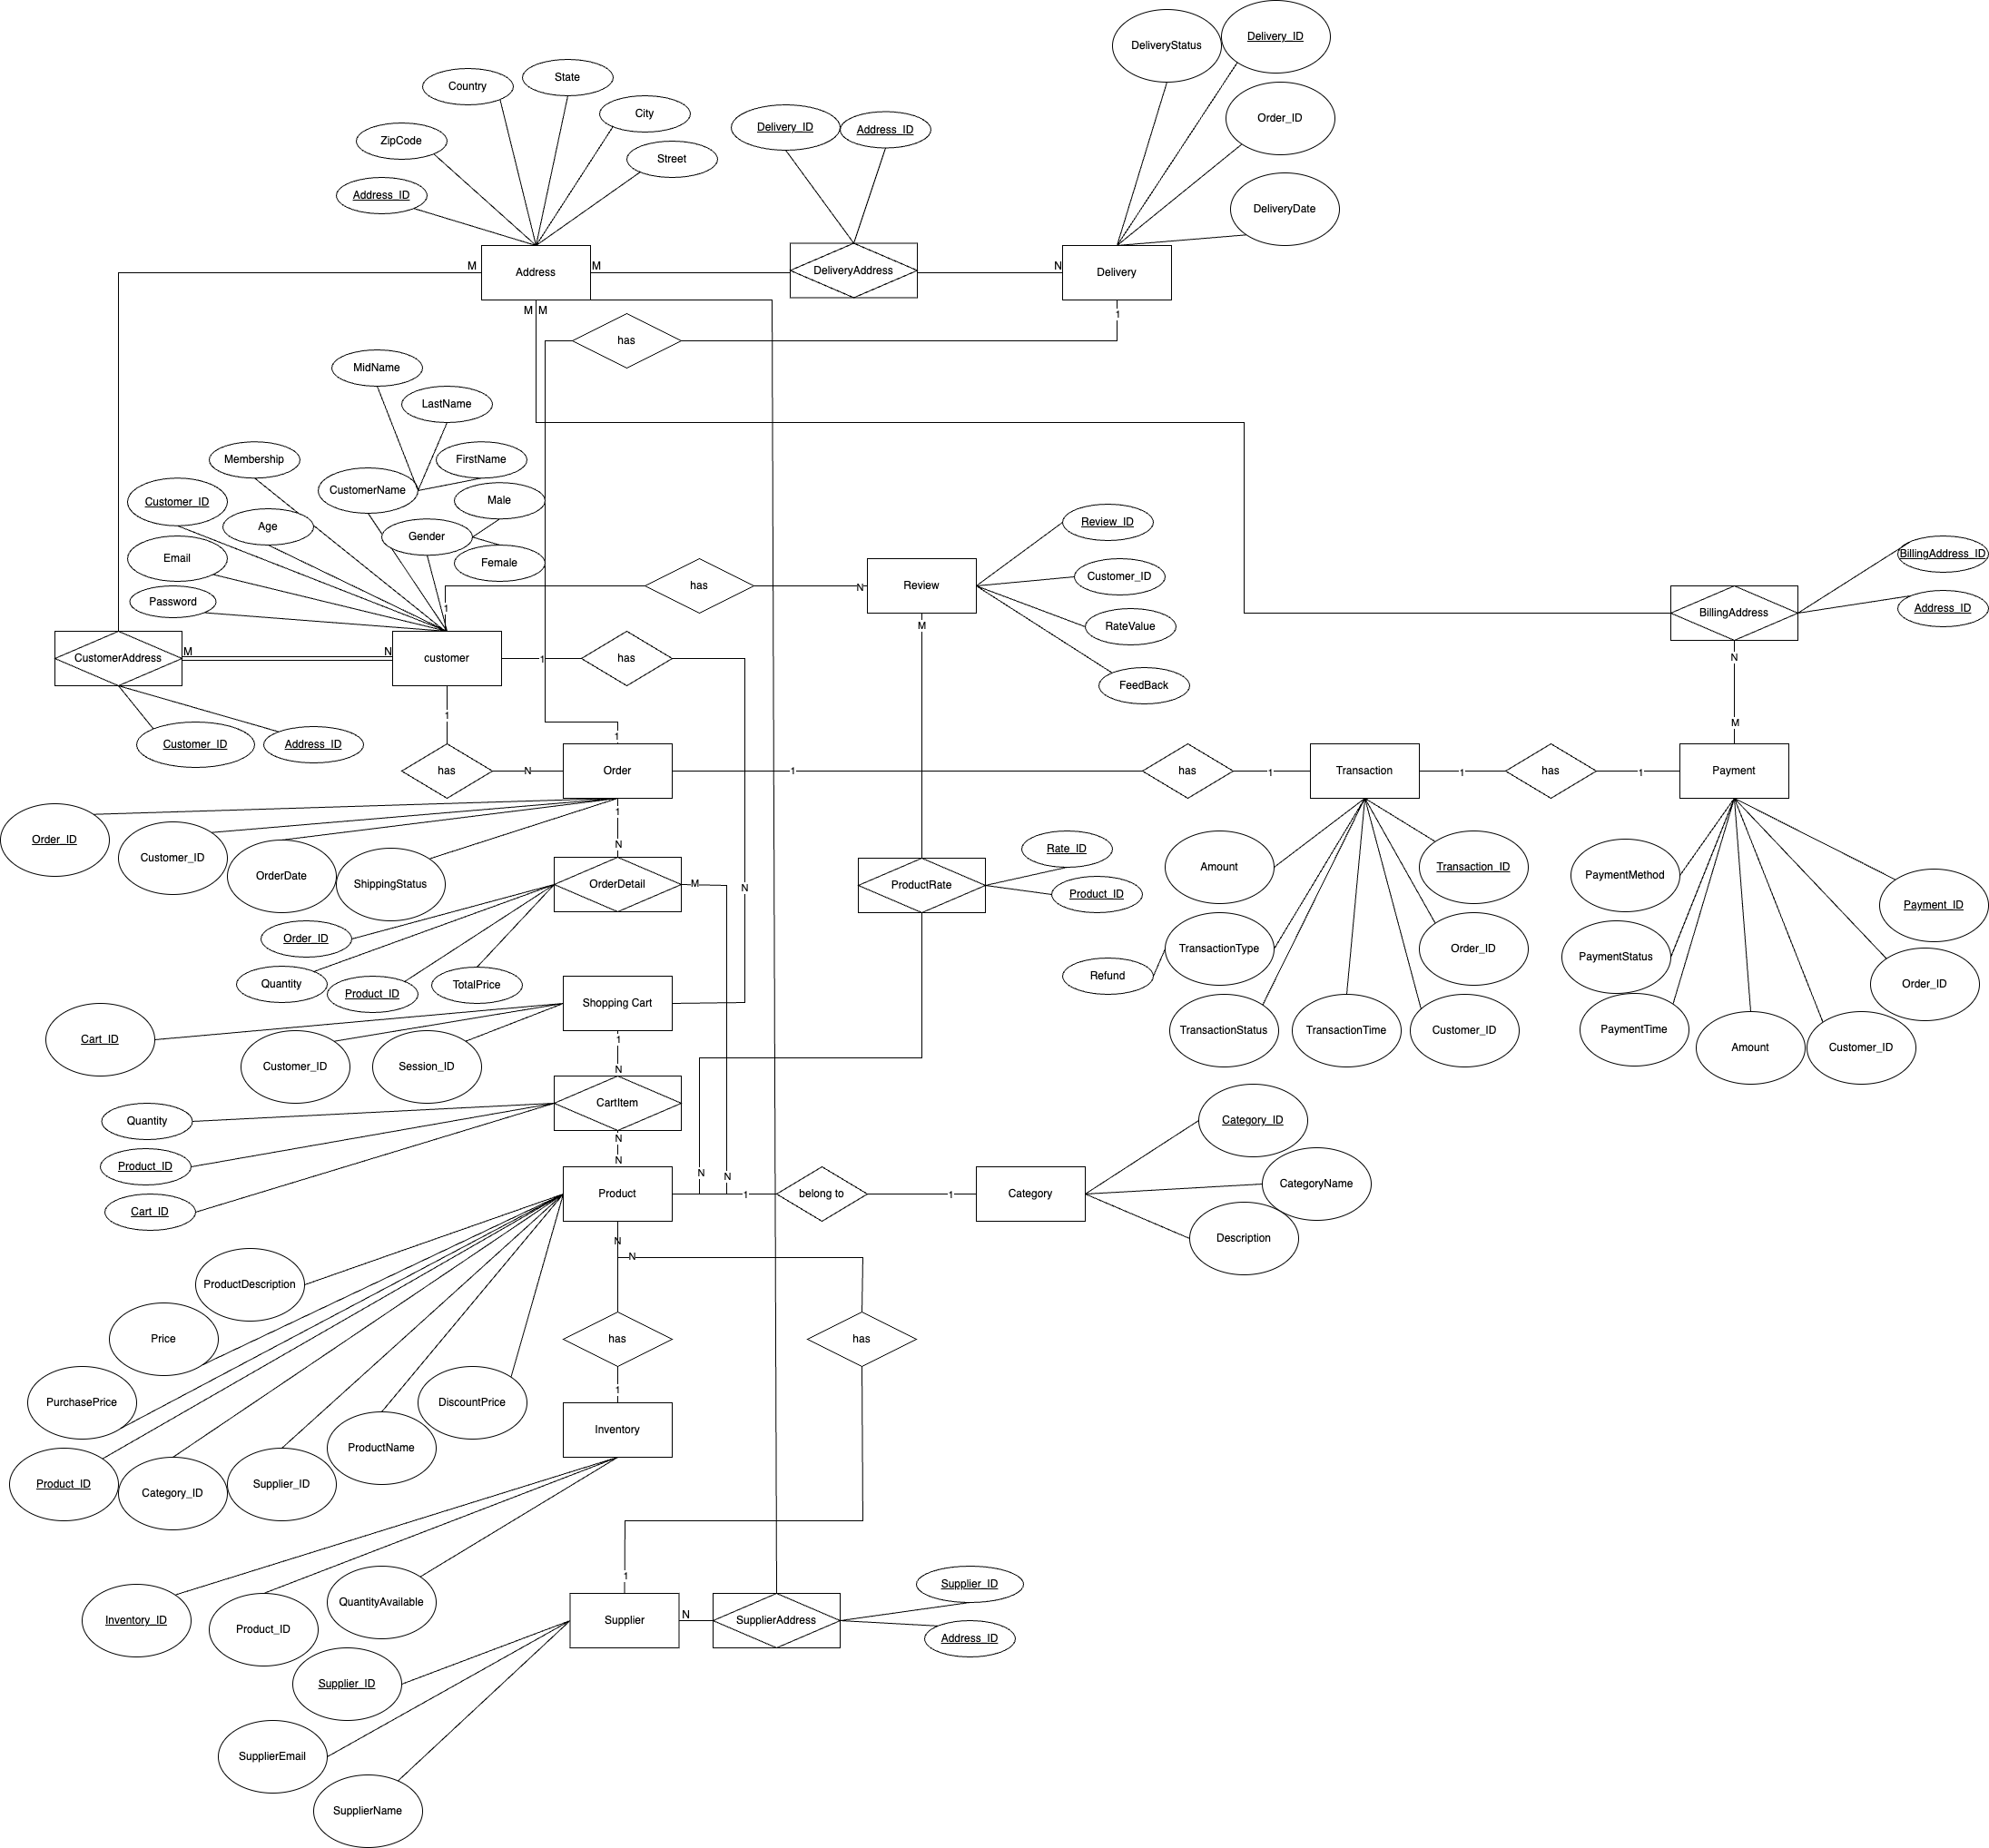 Delivery_ID
DeliveryStatus
State
Country
City
Order_ID
Delivery_ID
Address_ID
ZipCode
Street
Address_ID
DeliveryDate
M
Address
M
DeliveryAddress
N
Delivery
M
M
1
has
MidName
LastName
Membership
FirstName
CustomerName
Male
Customer_ID
Age
Gender
Review_ID
Email
Female
BillingAddress_ID
Customer_ID
has
N
Review
Password
1
Address_ID
BillingAddress
RateValue
M
CustomerAddress
M
N
customer
1
has
N
FeedBack
1
M
1
Customer_ID
Address_ID
has
N
Order
1
has
1
Transaction
1
has
1
Payment
1
Order_ID
N
Rate_ID
Customer_ID
Amount
Transaction_ID
OrderDate
PaymentMethod
ShippingStatus
OrderDetail
M
N
ProductRate
Product_ID
Payment_ID
Order_ID
TransactionType
Order_ID
PaymentStatus
Refund
Quantity
Product_ID
TotalPrice
Order_ID
Shopping Cart
TransactionStatus
TransactionTime
Customer_ID
PaymentTime
Cart_ID
1
Amount
Customer_ID
Customer_ID
Session_ID
N
CartItem
Quantity
Category_ID
N
N
Product_ID
N
N
CategoryName
Product
1
belong to
1
Category
Cart_ID
Description
N
N
ProductDescription
Price
has
has
1
PurchasePrice
DiscountPrice
Inventory
ProductName
Product_ID
Category_ID
Supplier_ID
1
Supplier_ID
QuantityAvailable
N
Inventory_ID
Supplier
SupplierAddress
Product_ID
Address_ID
Supplier_ID
SupplierEmail
SupplierName